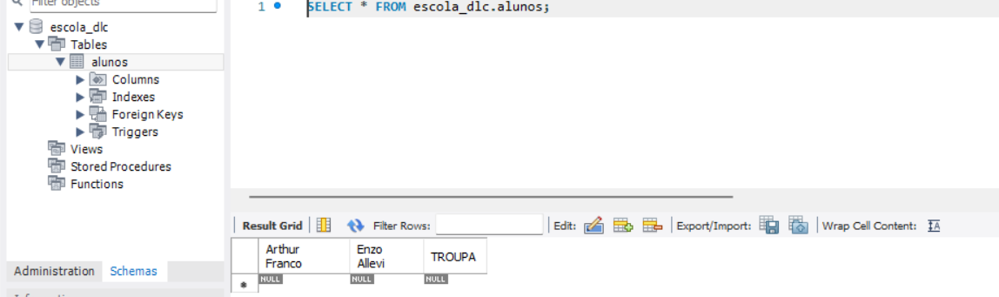 Filter objects
escola_dlc
Tables
alunos
Columns
Indexes
Foreign Keys
Triggers
Views
Stored Procedures
Functions
Administration Schemas
1 SELECT * FROM escola_dlc.alunos;
Result Grid Filter Rows: Edit: Export/Import: Wrap Cell Content: IA
Arthur
Franco
Enzo
Allevi
TROUPA
NULL NULL NULL